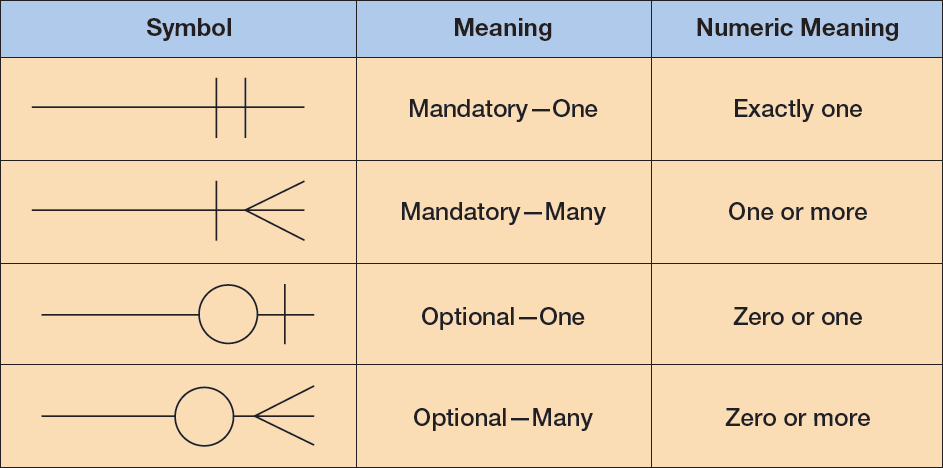 Symbol Meaning Numeric Meaning
Mandatory—One Exactly one
Mandatory—Many One or more
Optional—One Zero or one
Optional—Many Zero or more